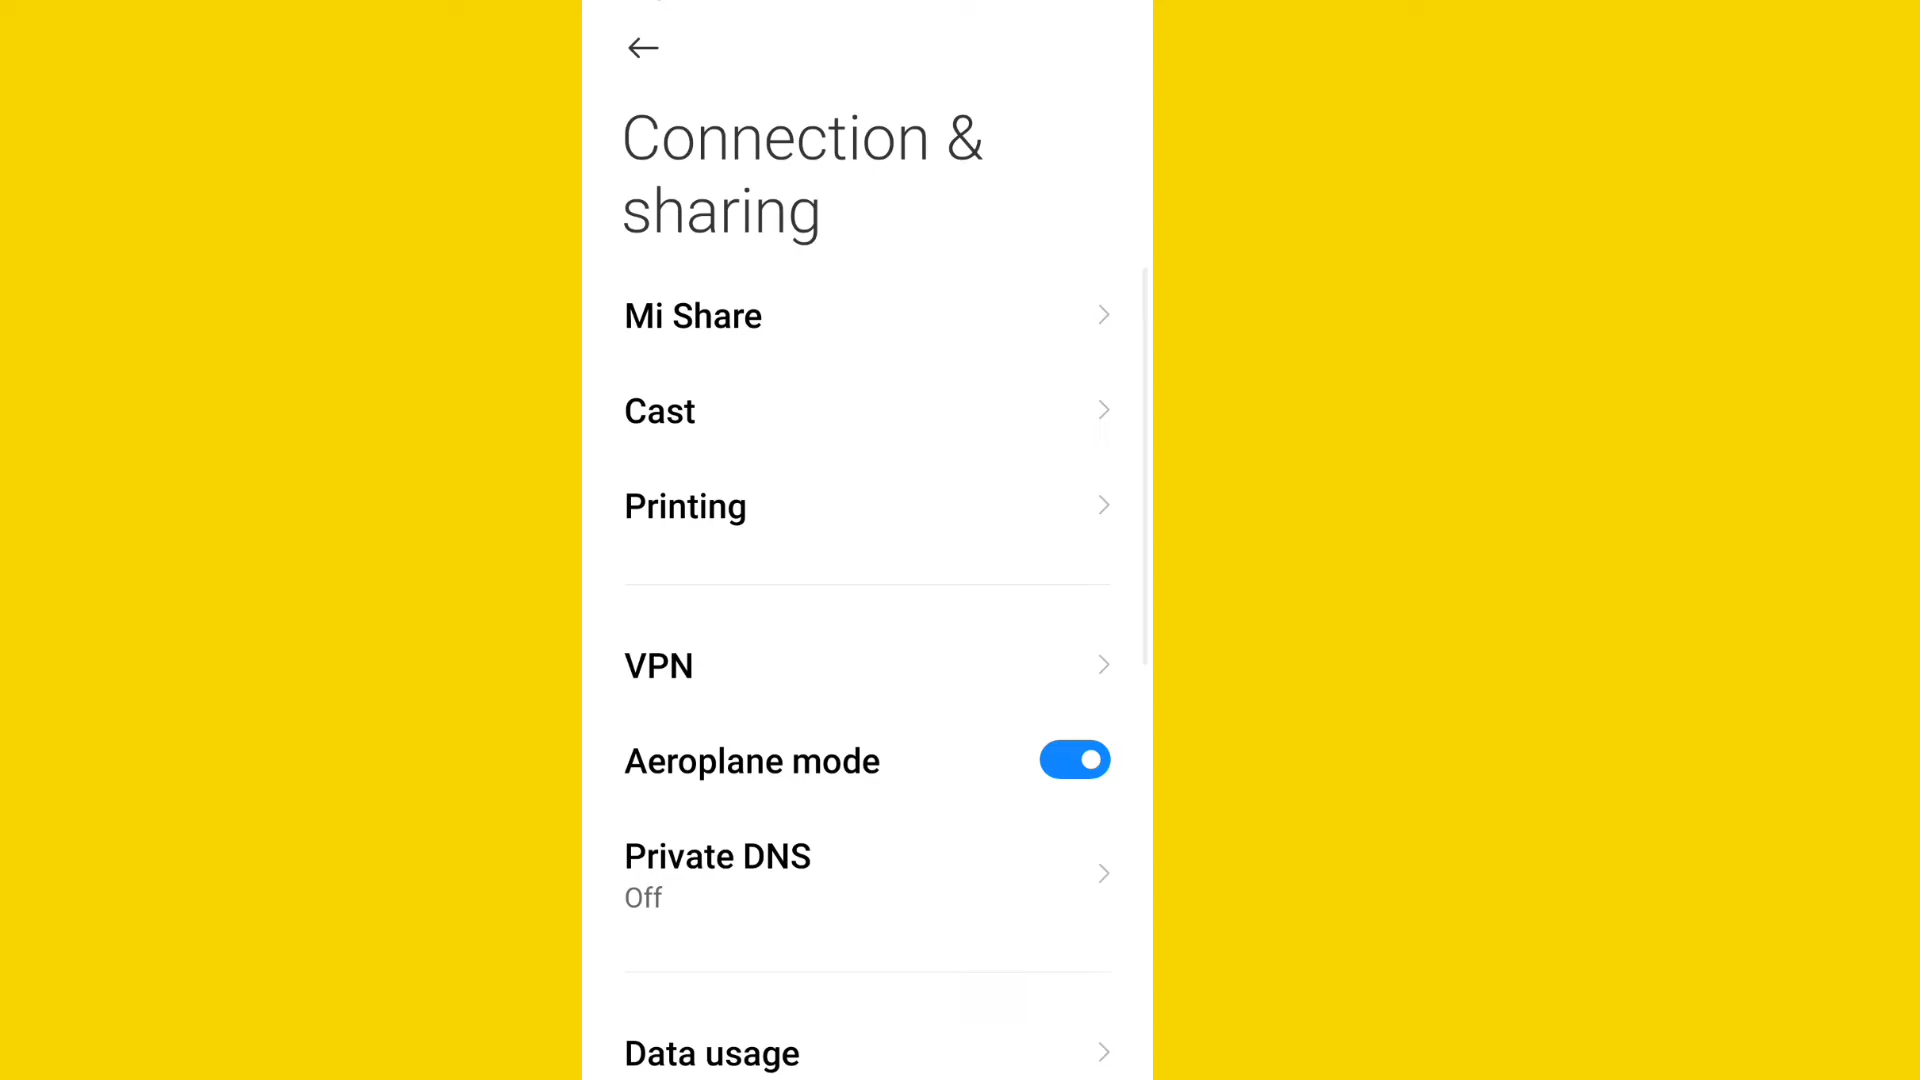 Connection &
sharing
Mi Share
Cast
Printing
VPN
Aeroplane mode
Private DNS
Off
Data usage